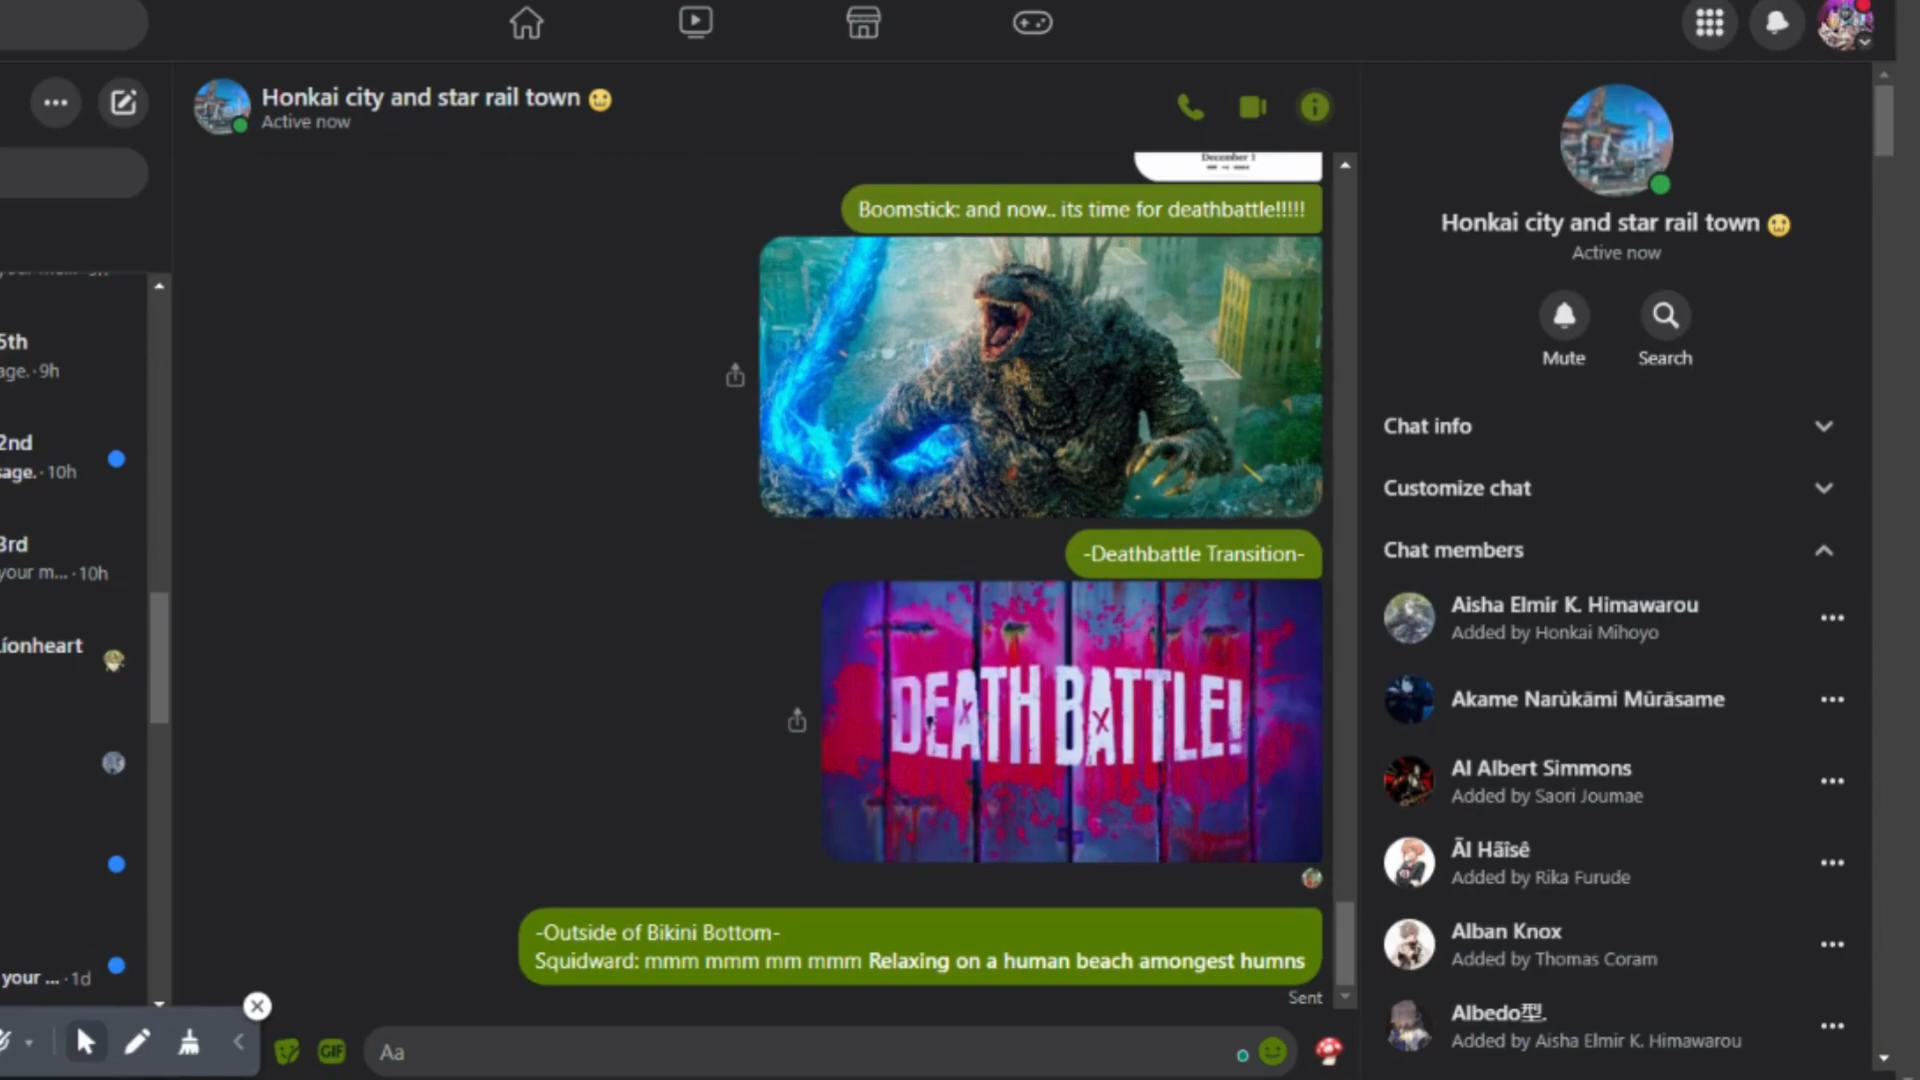 Honkai city and star rail town
Active now
December 1
Boomstick: and now.. its time for deathbattle!!!!!
-Deathbattle Transition-
DEATH BATTLE!
-Outside of Bikini Bottom-
Squidward: mmm mmm mm mmm Relaxing on a human beach amongest humns
Sent
GIF
Aa
5th
age. · 9h
2nd
sage. · 10h
3rd
your m... · 10h
ionheart
your ... · 1d
Honkai city and star rail town
Active now
Mute
Search
Chat info
Customize chat
Chat members
Aisha Elmir K. Himawarou
Added by Honkai Mihoyo
Akame Narùkāmi Mûrāsame
Al Albert Simmons
Added by Saori Joumae
Āl Hãîsê
Added by Rika Furude
Alban Knox
Added by Thomas Coram
Albedo型.
Added by Aisha Elmir K. Himawarou